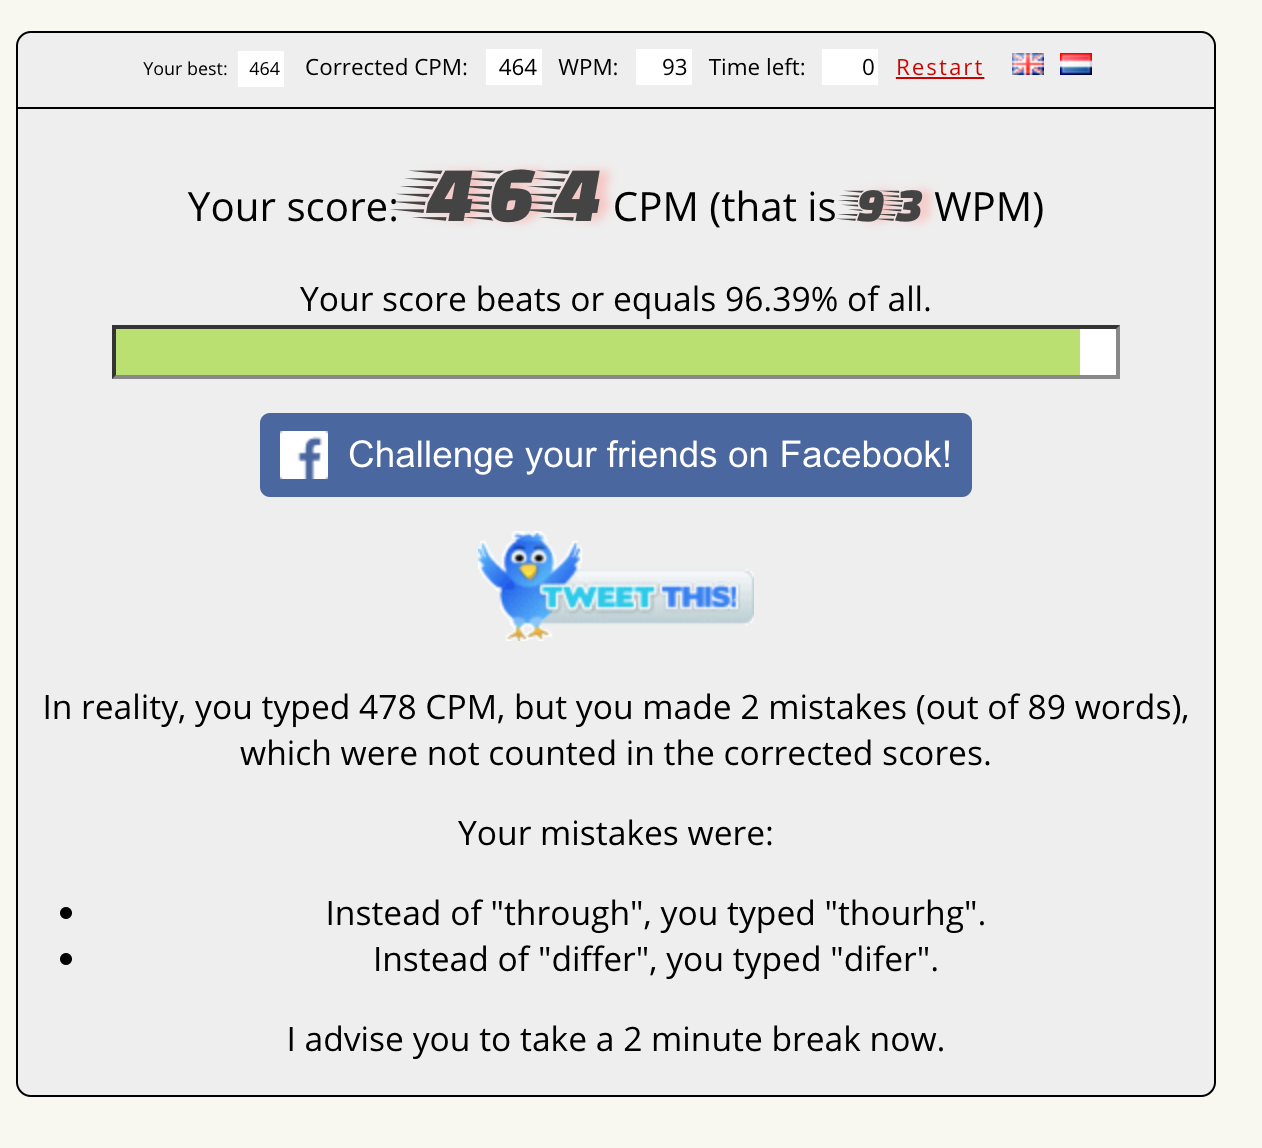 Your best: 464 Corrected CPM: 464 WPM: 93 Time left: 0 Restart
Your score: 464 CPM (that is 93 WPM)
Your score beats or equals 96.39% of all.
f Challenge your friends on Facebook!
TWEET THIS!
In reality, you typed 478 CPM, but you made 2 mistakes (out of 89 words),
which were not counted in the corrected scores.
Your mistakes were:
• Instead of "through", you typed "thourhg".
• Instead of "differ", you typed "difer".
I advise you to take a 2 minute break now.